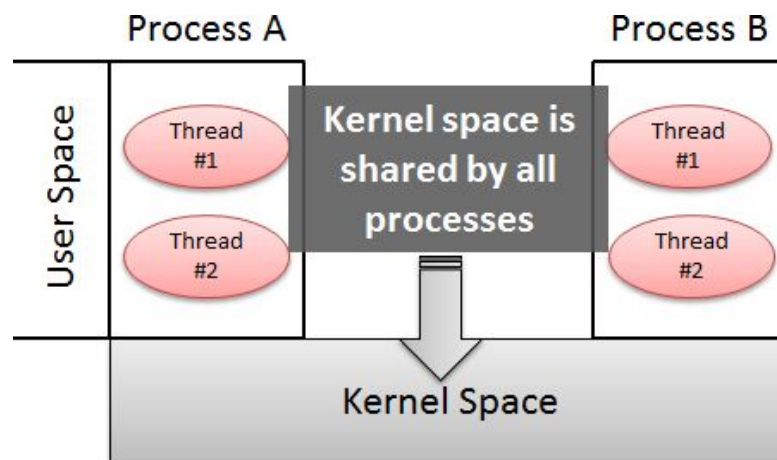 Process A
Process B
User Space
Thread
#1
Thread
#2
Kernel space is
shared by all
processes
Thread
#1
Thread
#2
Kernel Space